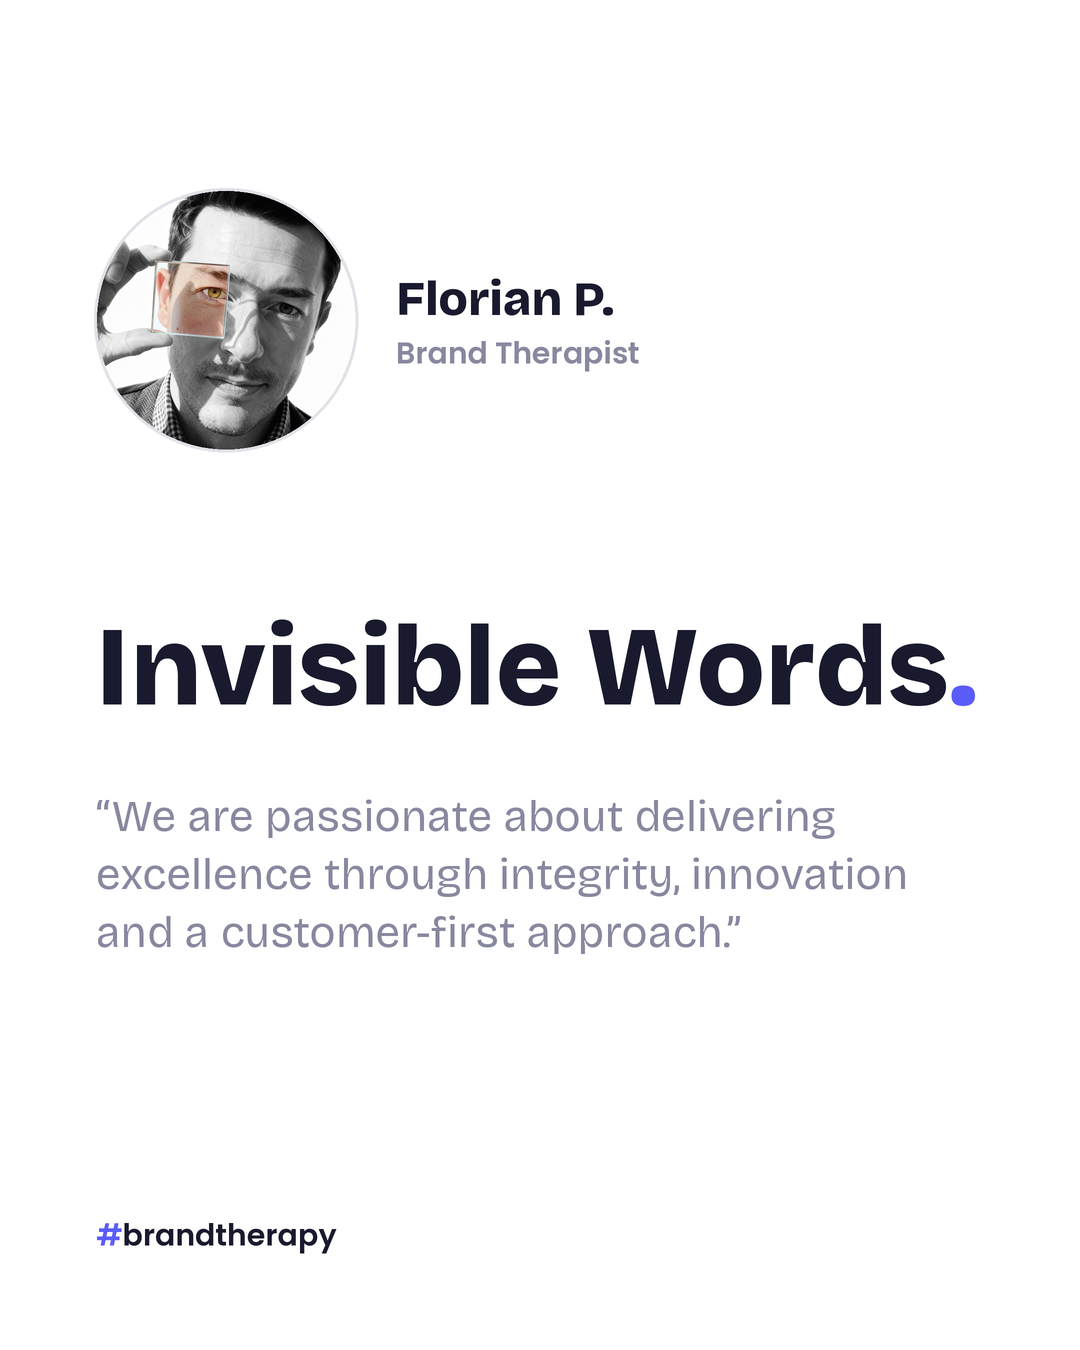 Florian P.
Brand Therapist
Invisible Words.
“We are passionate about delivering
excellence through integrity, innovation
and a customer-first approach.”
#brandtherapy